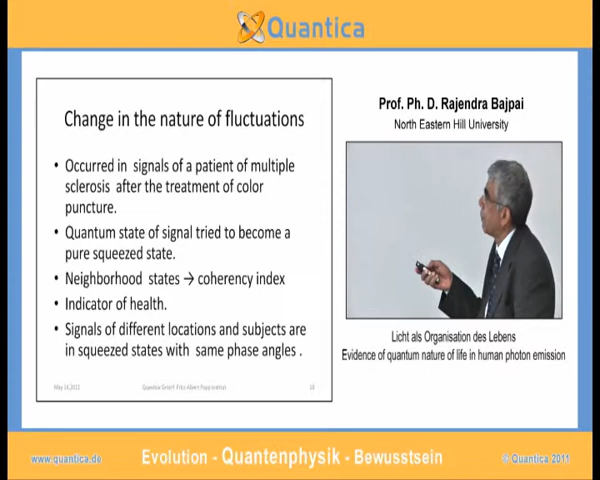 Quantica
Change in the nature of fluctuations
• Occurred in signals of a patient of multiple
sclerosis after the treatment of color
puncture.
• Quantum state of signal tried to become a
pure squeezed state.
• Neighborhood states → coherency index
• Indicator of health.
• Signals of different locations and subjects are
in squeezed states with same phase angles .
Prof. Ph. D. Rajendra Bajpai
North Eastern Hill University
Licht als Organisation des Lebens
Evidence of quantum nature of life in human photon emission
www.quantica.de
Evolution - Quantenphysik - Bewusstsein
© Quantica 2011